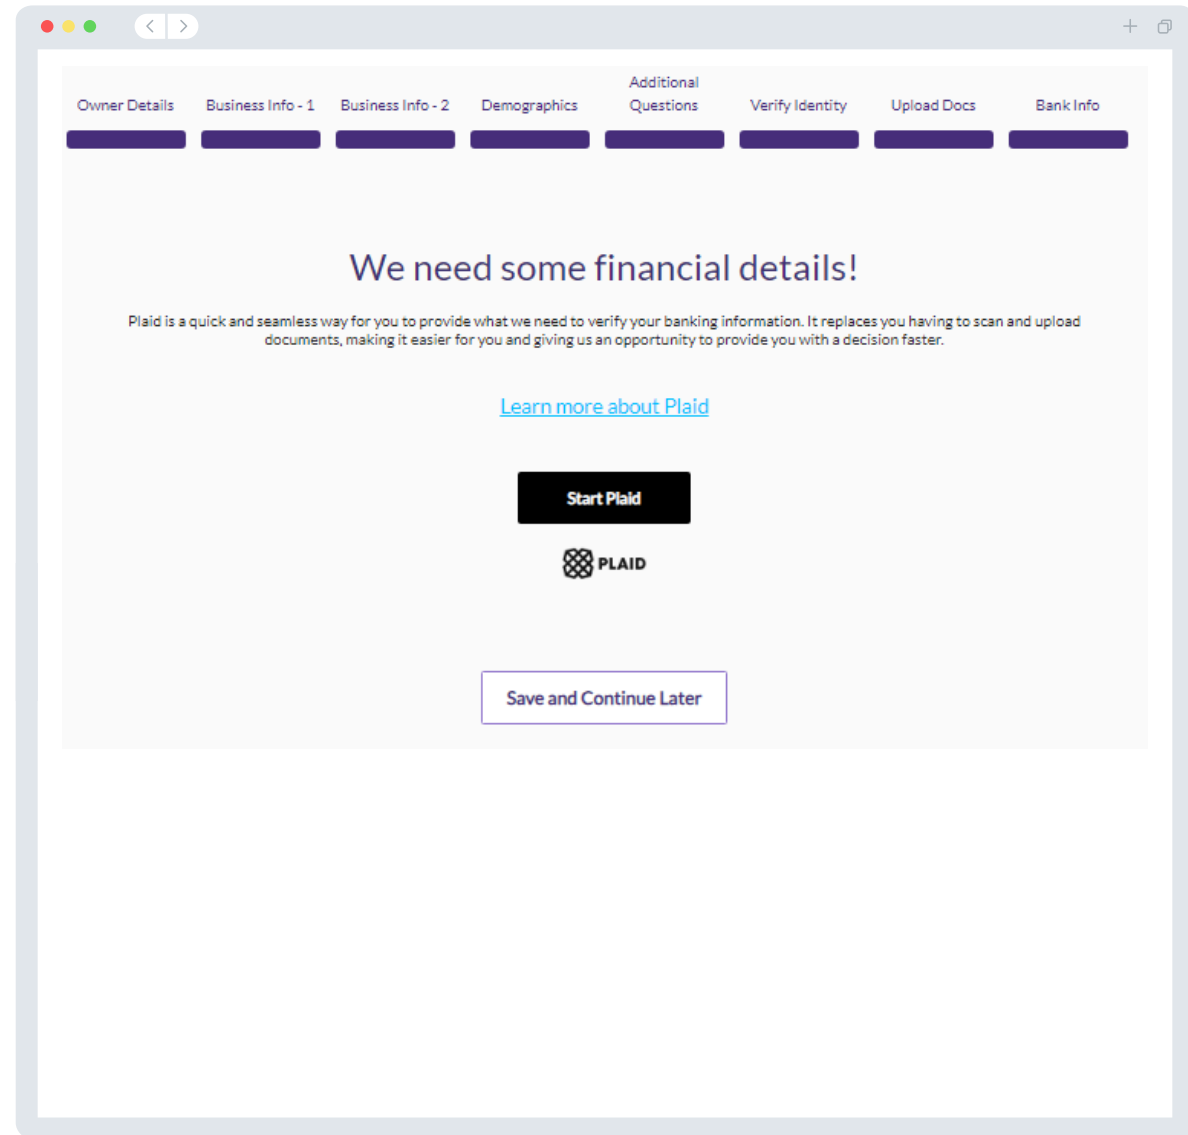 Additional
Owner Details Business Info - 1 Business Info - 2 Demographics Questions Verify Identity Upload Docs Bank Info
We need some financial details!
Plaid is a quick and seamless way for you to provide what we need to verify your banking information. It replaces you having to scan and upload
documents, making it easier for you and giving us an opportunity to provide you with a decision faster.
Learn more about Plaid
Start Plaid
PLAID
Save and Continue Later